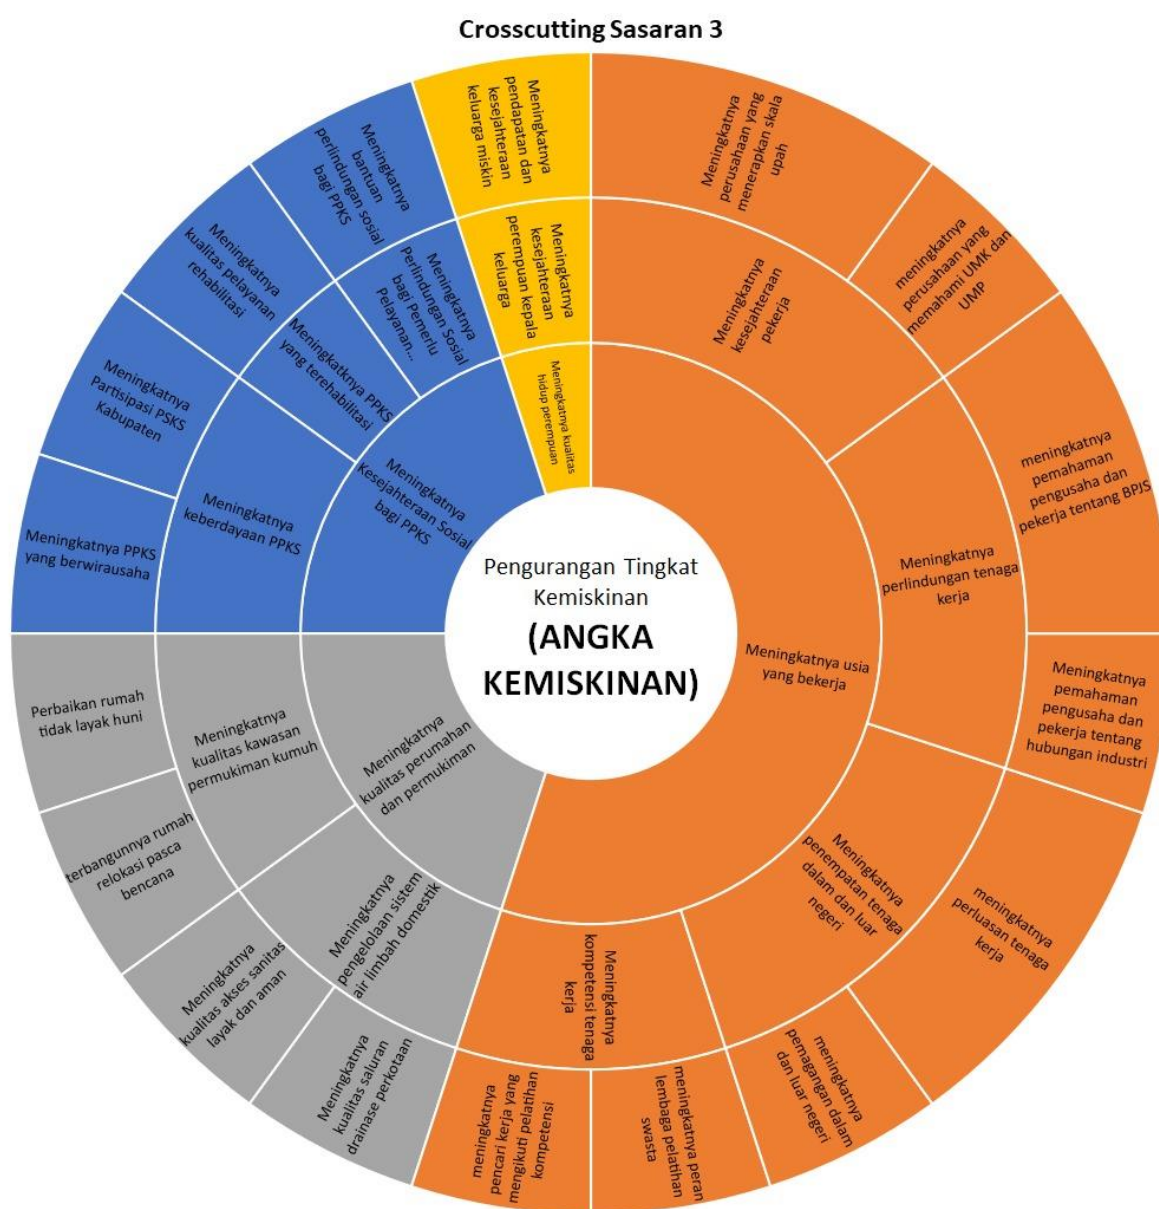 Crosscutting Sasaran 3
Pengurangan Tingkat
Kemiskinan
(ANGKA
KEMISKINAN)
Meningkatnya usia
yang bekerja
Meningkatnya
kesejahteraan
pekerja
Meningkatnya
perusahaan yang
menerapkan skala
upah
meningkatnya
perusahaan yang
memahami UMK dan
UMP
Meningkatnya
perlindungan tenaga
kerja
meningkatnya
pemahaman
pengusaha dan
pekerja tentang BPJS
Meningkatnya
pemahaman
pengusaha dan
pekerja tentang
hubungan industri
Meningkatnya
penempatan tenaga
dalam dan luar
negeri
meningkatnya
perluasan tenaga
kerja
meningkatnya
pemagangan dalam
dan luar negeri
Meningkatnya
kompetensi tenaga
kerja
meningkatnya peran
lembaga pelatihan
swasta
meningkatnya
pencari kerja yang
mengikuti pelatihan
kompetensi
Meningkatnya
kualitas perumahan
dan permukiman
Meningkatnya
pengelolaan sistem
air limbah domestik
Meningkatnya
kualitas saluran
drainase perkotaan
Meningkatnya
kualitas akses sanitas
layak dan aman
Meningkatnya
kualitas kawasan
permukiman kumuh
terbangunnya rumah
relokasi pasca
bencana
Perbaikan rumah
tidak layak huni
Meningkatnya
Kesejahteraan Sosial
bagi PPKS
Meningkatnya
keberdayaan PPKS
Meningkatnya PPKS
yang berwirausaha
Meningkatnya
Partisipasi PSKS
Kabupaten
Meningkatknya PPKS
yang terehabilitasi
Meningkatnya
kualitas pelayanan
rehabilitasi
Meningkatnya
Perlindungan Sosial
bagi Pemerlu
Pelayanan...
Meningkatnya
bantuan
perlindungan sosial
bagi PPKS
Meningkatnya kualitas
hidup perempuan
Meningkatnya
kesejahteraan
perempuan kepala
keluarga
Meningkatnya
pendapatan dan
kesejahteraan
keluarga miskin